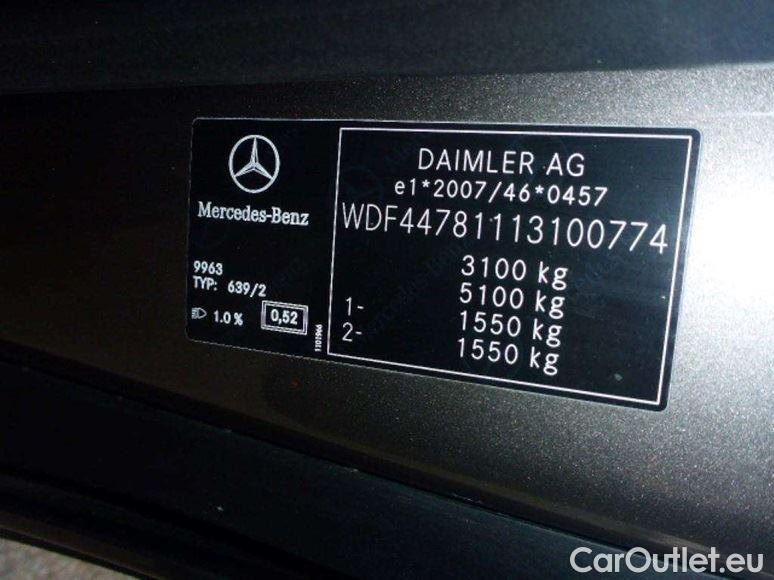 Mercedes-Benz
9963
TYP: 639/2
1.0 %
0,52
1101966
DAIMLER AG
e1*2007/46*0457
WDF44781113100774
3100 kg
5100 kg
1- 1550 kg
2- 1550 kg
CarOutlet.eu